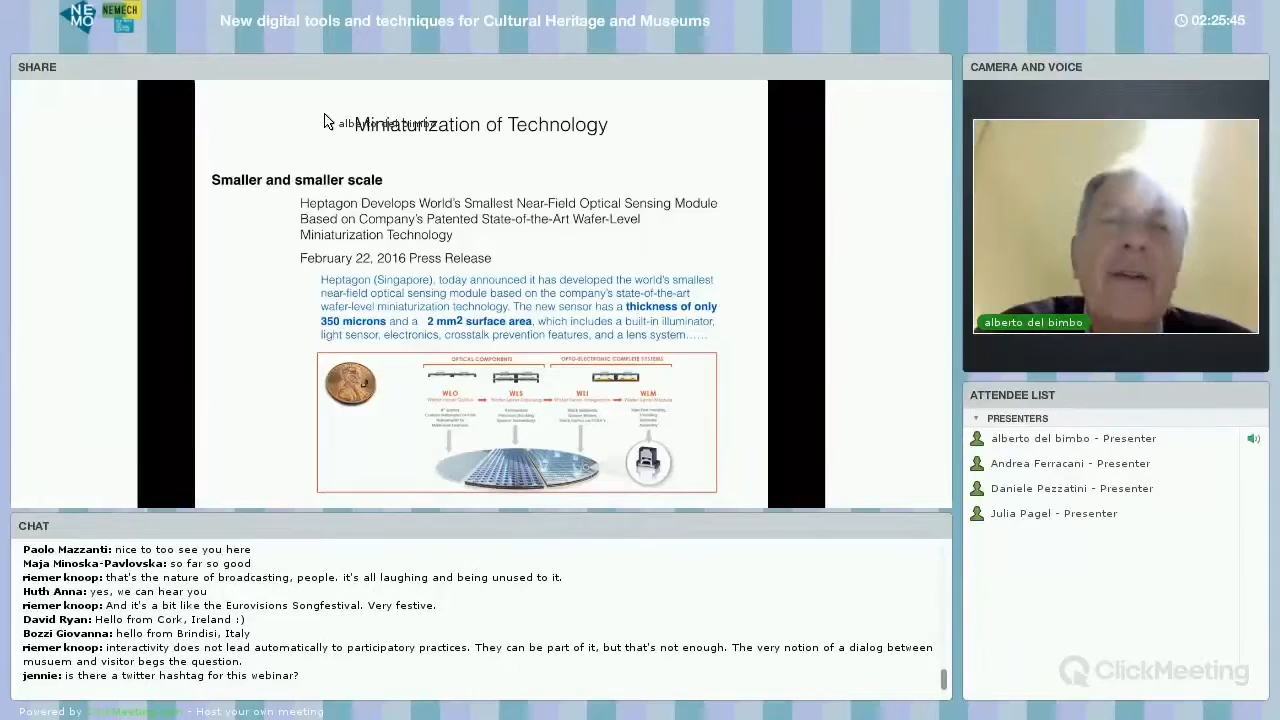 NE
MO
NEMECH
New digital tools and techniques for Cultural Heritage and Museums
02:25:45
SHARE
CAMERA AND VOICE
alberto del bimbo
Miniaturization of Technology
Smaller and smaller scale
Heptagon Develops World's Smallest Near-Field Optical Sensing Module
Based on Company's Patented State-of-the-Art Wafer-Level
Miniaturization Technology
February 22, 2016 Press Release
Heptagon (Singapore), today announced it has developed the world's smallest
near-field optical sensing module based on the company's state-of-the-art
wafer-level miniaturization technology. The new sensor has a thickness of only
350 microns and a 2 mm2 surface area, which includes a built-in illuminator,
light sensor, electronics, crosstalk prevention features, and a lens system……
OPTICAL COMPONENTS
OPTO-ELECTRONIC COMPLETE SYSTEMS
WLO
WLS
WLI
WLM
alberto del bimbo
ATTENDEE LIST
PRESENTERS
alberto del bimbo - Presenter
Andrea Ferracani - Presenter
Daniele Pezzatini - Presenter
Julia Pagel - Presenter
CHAT
Paolo Mazzanti: nice to too see you here
Maja Minoska-Pavlovska: so far so good
riemer knoop: that's the nature of broadcasting, people. it's all laughing and being unused to it.
Huth Anna: yes, we can hear you
riemer knoop: And it's a bit like the Eurovisions Songfestival. Very festive.
David Ryan: Hello from Cork, Ireland :)
Bozzi Giovanna: hello from Brindisi, Italy
riemer knoop: interactivity does not lead automatically to participatory practices. They can be part of it, but that's not enough. The very notion of a dialog between
musuem and visitor begs the question.
jennie: is there a twitter hashtag for this webinar?
ClickMeeting
Powered by ClickMeeting.com - Host your own meeting